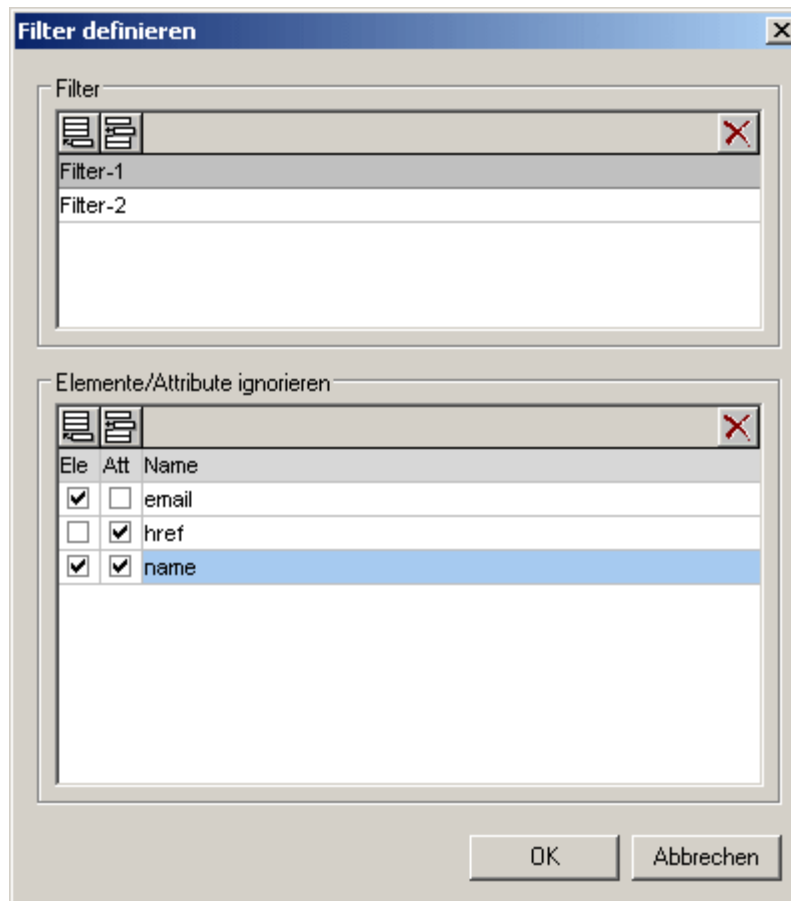 Filter definieren
Filter
Filter-1
Filter-2
Elemente/Attribute ignorieren
Ele Att Name
email
href
name
OK Abbrechen